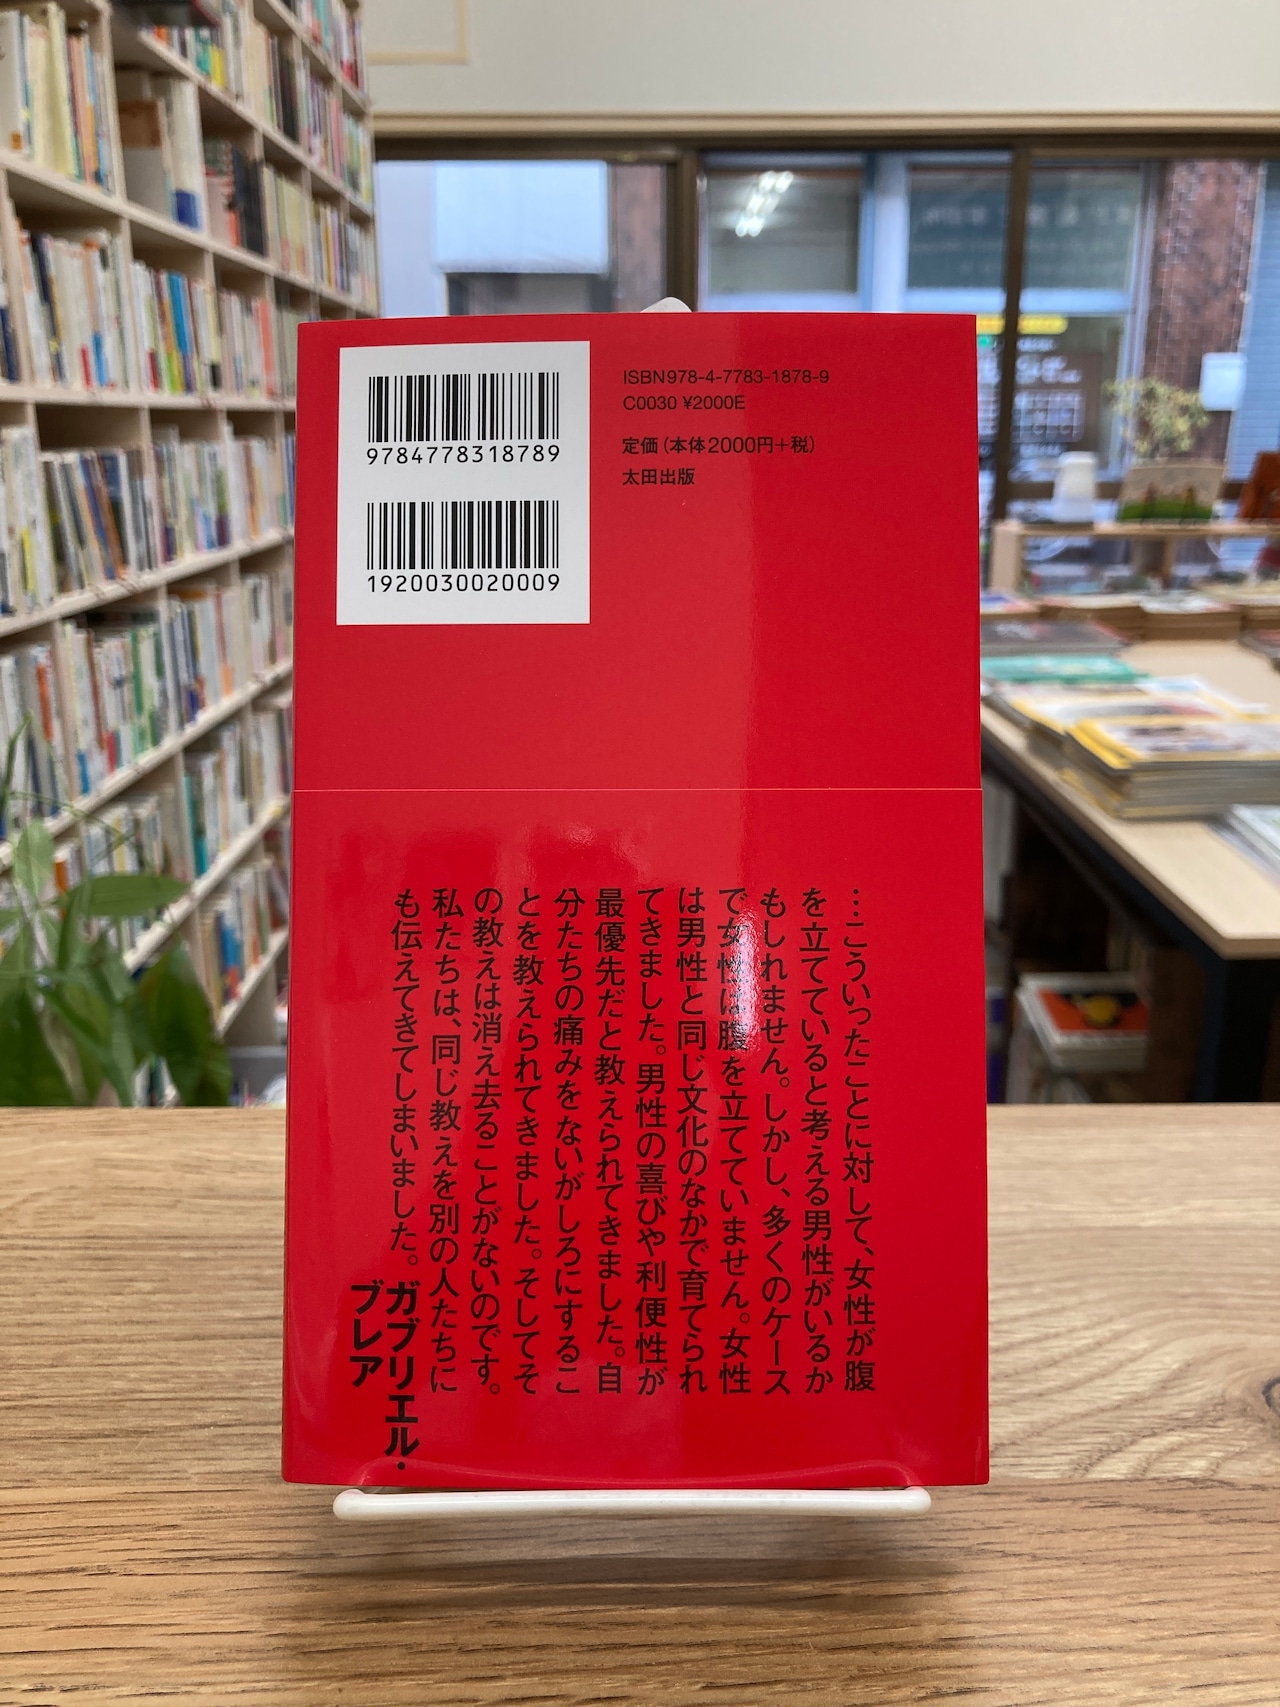 9784778318789
1920030020009
ISBN978-4-7783-1878-9
C0030 ¥2000E
定価(本体2000円+税)
太田出版
…こういったことに対して、女性が腹
を立てていると考える男性がいるか
もしれません。しかし、多くのケース
で女性は腹を立てていません。女性
は男性と同じ文化のなかで育てられ
てきました。男性の喜びや利便性が
最優先だと教えられてきました。自
分たちの痛みをないがしろにするこ
とを教えられてきました。そしてそ
の教えは消え去ることがないのです。
私たちは、同じ教えを別の人たちに
も伝えてきてしまいました。
ガブリエル・
ブレア